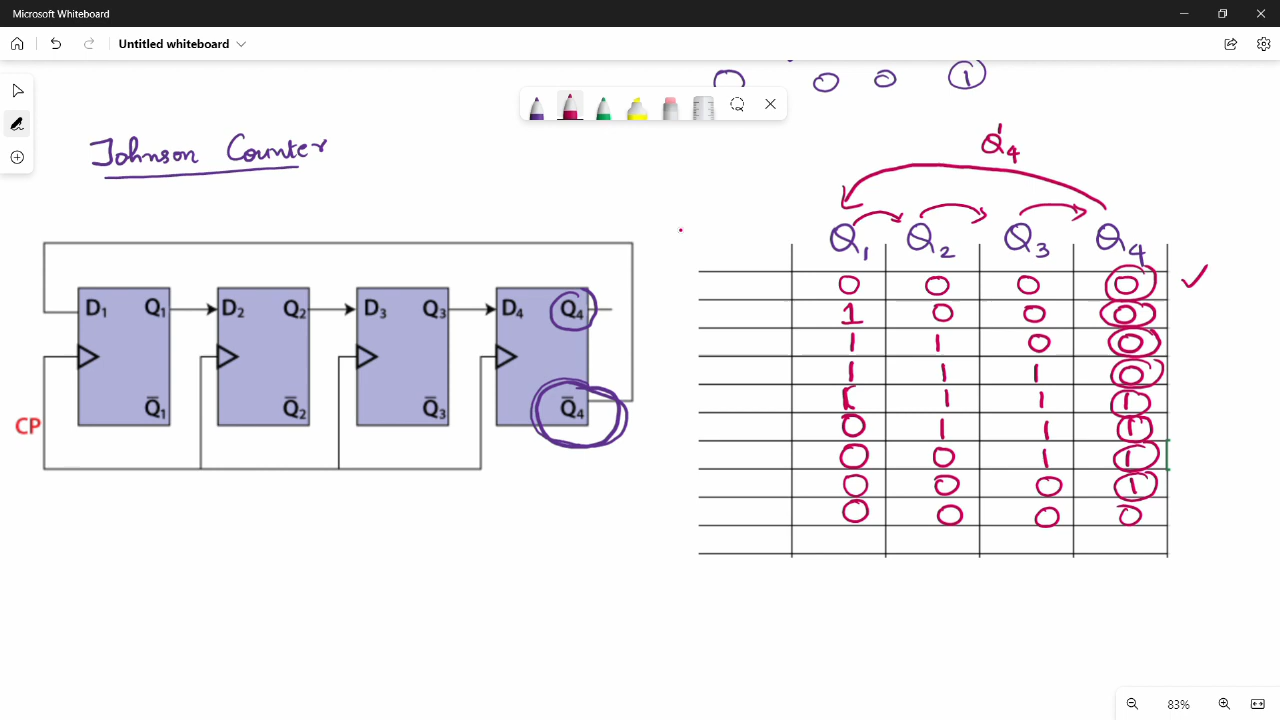 Microsoft Whiteboard
Untitled whiteboard
0 0 0 1
Johnson Counter
Q'4
Q1 Q2 Q3 Q4
0 0 0 0
1 0 0 0
1 1 0 0
1 1 1 0
1 1 1 1
0 1 1 1
0 0 1 1
0 0 0 1
0 0 0 0
D1 Q1 D2 Q2 D3 Q3 D4 Q4
Q̅1 Q̅2 Q̅3 Q̅4
CP
83%